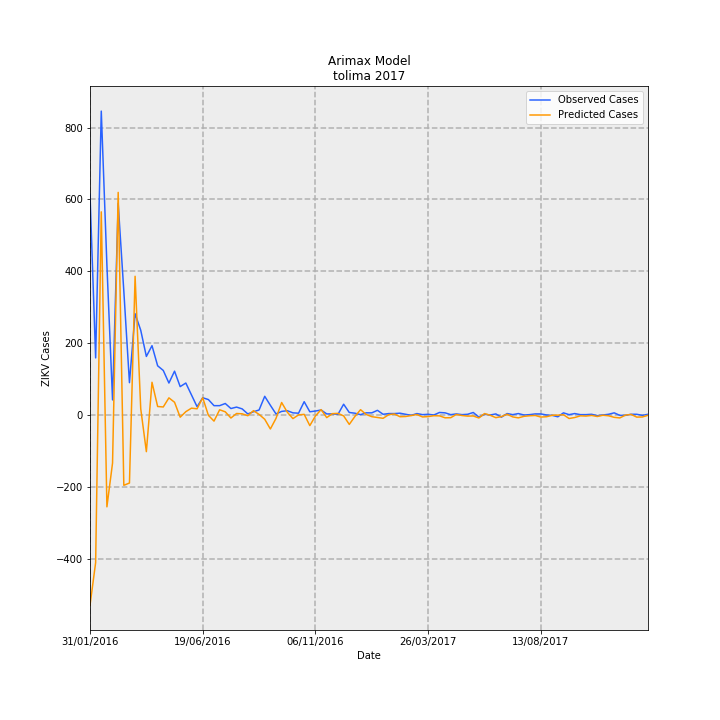 Arimax Model
tolima 2017
Observed Cases
Predicted Cases
800
600
400
200
0
−200
−400
ZIKV Cases
31/01/2016 19/06/2016 06/11/2016 26/03/2017 13/08/2017
Date